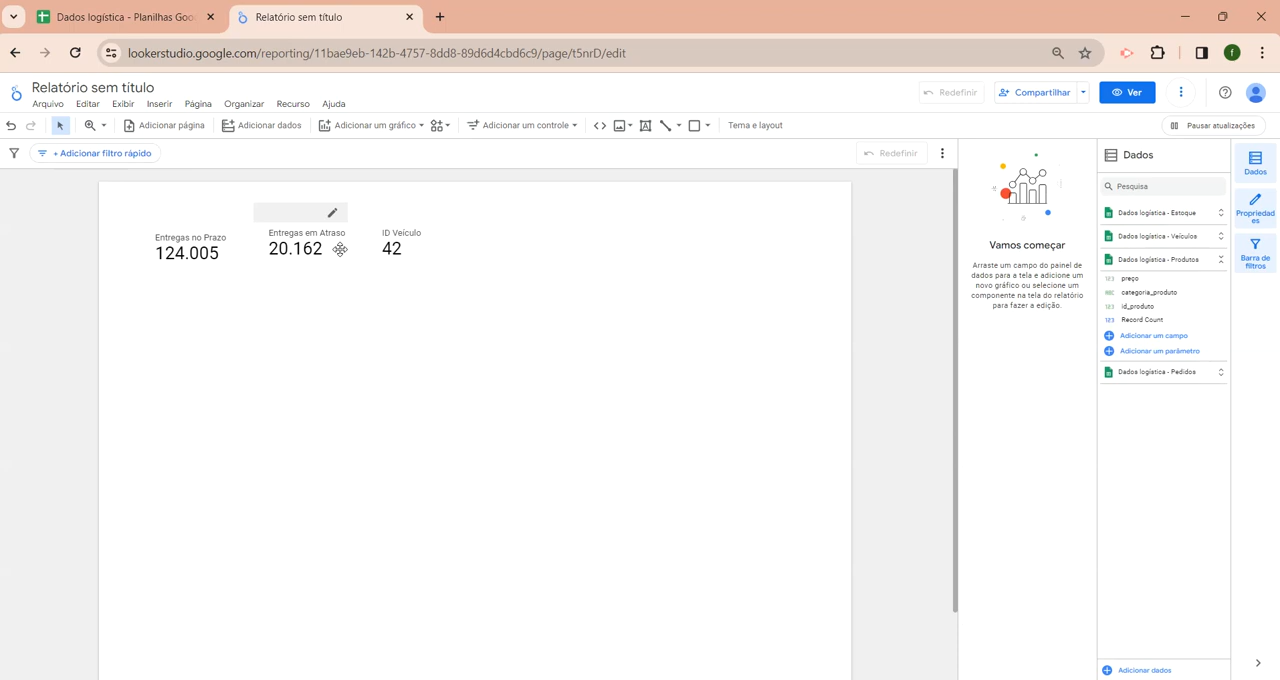 Dados logística - Planilhas Goo
Relatório sem título
lookerstudio.google.com/reporting/11bae9eb-142b-4757-8dd8-89d6d4cbd6c9/page/t5nrD/edit
f
Relatório sem título
Arquivo Editar Exibir Inserir Página Organizar Recurso Ajuda
Redefinir
Compartilhar
Ver
Adicionar página
Adicionar dados
Adicionar um gráfico
Adicionar um controle
Tema e layout
Pausar atualizações
+ Adicionar filtro rápido
Redefinir
Entregas no Prazo
124.005
Entregas em Atraso
20.162
ID Veículo
42
Vamos começar
Arraste um campo do painel de
dados para a tela e adicione um
novo gráfico ou selecione um
componente na tela do relatório
para fazer a edição.
Dados
Pesquisa
Dados logística - Estoque
Dados logística - Veículos
Dados logística - Produtos
123 preço
ABC categoria_produto
123 id_produto
123 Record Count
Adicionar um campo
Adicionar um parâmetro
Dados logística - Pedidos
Adicionar dados
Dados
Propriedad
es
Barra de
filtros